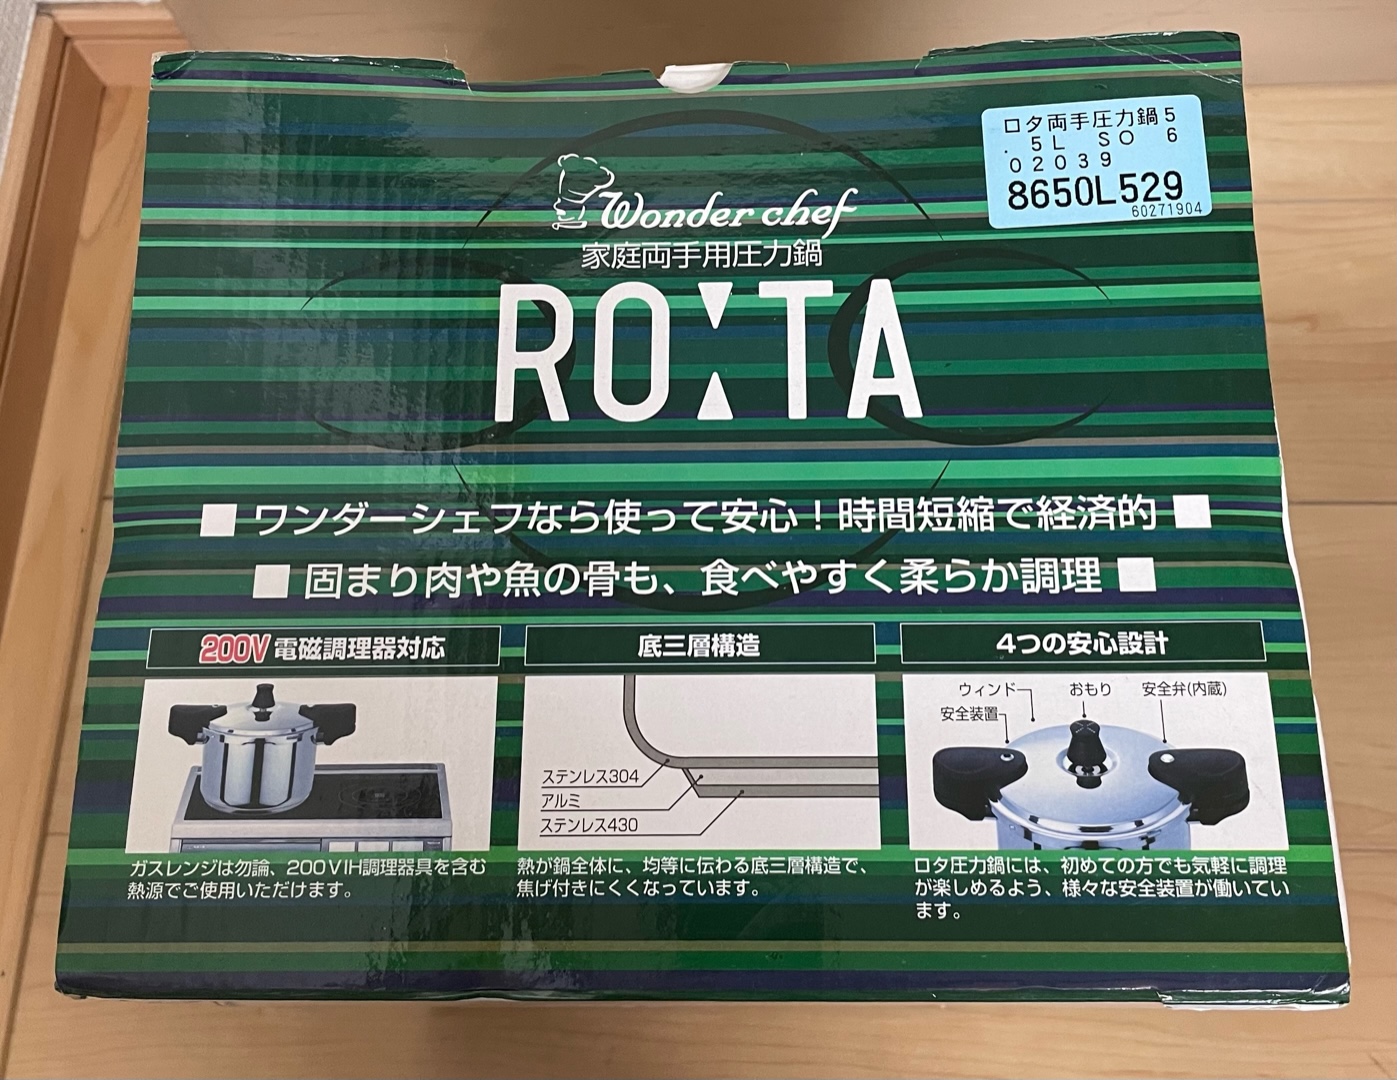 ロタ両手圧力鍋5
.5L SO 6
02039
8650L529
60271904
Wonder chef
家庭両手用圧力鍋
ROTA
■ワンダーシェフなら使って安心！時間短縮で経済的■
■固まり肉や魚の骨も、食べやすく柔らか調理■
200V電磁調理器対応
ガスレンジは勿論、200VIH調理器具を含む
熱源でご使用いただけます。
底三層構造
ステンレス304
アルミ
ステンレス430
熱が鍋全体に、均等に伝わる底三層構造で、
焦げ付きにくくなっています。
4つの安心設計
ウィンドー
おもり
安全弁(内蔵)
安全装置
ロタ圧力鍋には、初めての方でも気軽に調理
が楽しめるよう、様々な安全装置が働いてい
ます。